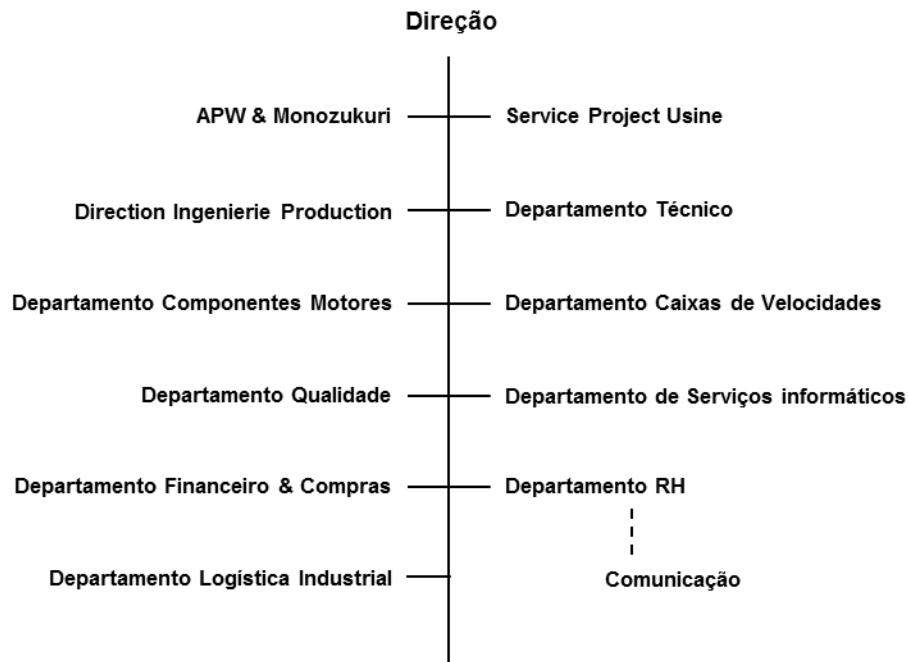 Direção
APW & Monozukuri
Service Project Usine
Direction Ingenierie Production
Departamento Técnico
Departamento Componentes Motores
Departamento Caixas de Velocidades
Departamento Qualidade
Departamento de Serviços informáticos
Departamento Financeiro & Compras
Departamento RH
Departamento Logística Industrial
Comunicação